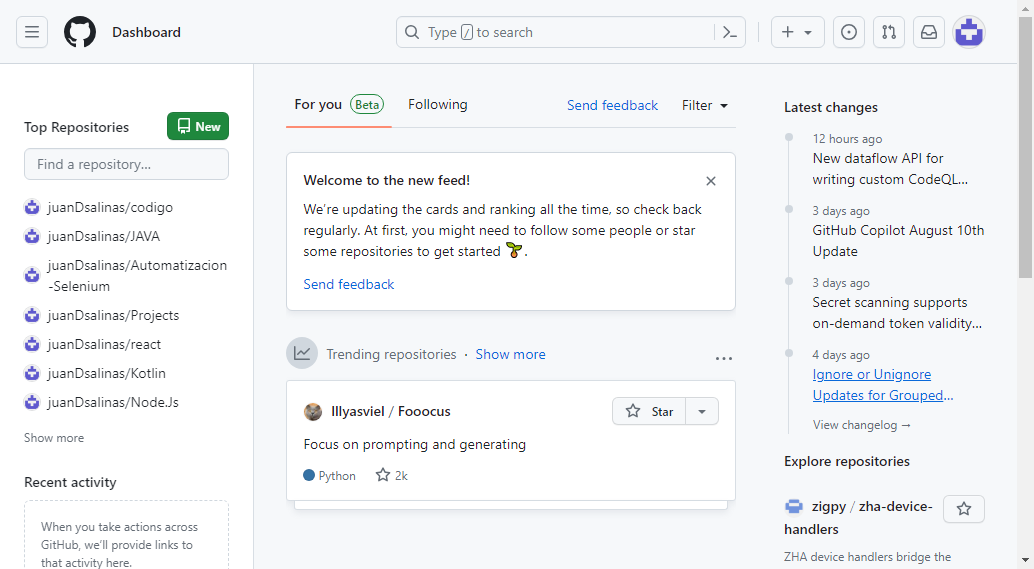 Dashboard
Type / to search
Top Repositories
New
Find a repository…
juanDsalinas/codigo
juanDsalinas/JAVA
juanDsalinas/Automatizacion
-Selenium
juanDsalinas/Projects
juanDsalinas/react
juanDsalinas/Kotlin
juanDsalinas/Node.Js
Show more
Recent activity
When you take actions across
GitHub, we’ll provide links to
that activity here.
For you Beta
Following
Send feedback
Filter
Welcome to the new feed!
We’re updating the cards and ranking all the time, so check back
regularly. At first, you might need to follow some people or star
some repositories to get started .
Send feedback
Trending repositories · Show more
lllyasviel / Fooocus
Star
Focus on prompting and generating
Python
2k
Latest changes
12 hours ago
New dataflow API for
writing custom CodeQL…
3 days ago
GitHub Copilot August 10th
Update
3 days ago
Secret scanning supports
on-demand token validity…
4 days ago
Ignore or Unignore
Updates for Grouped…
View changelog →
Explore repositories
zigpy / zha-device-
handlers
ZHA device handlers bridge the